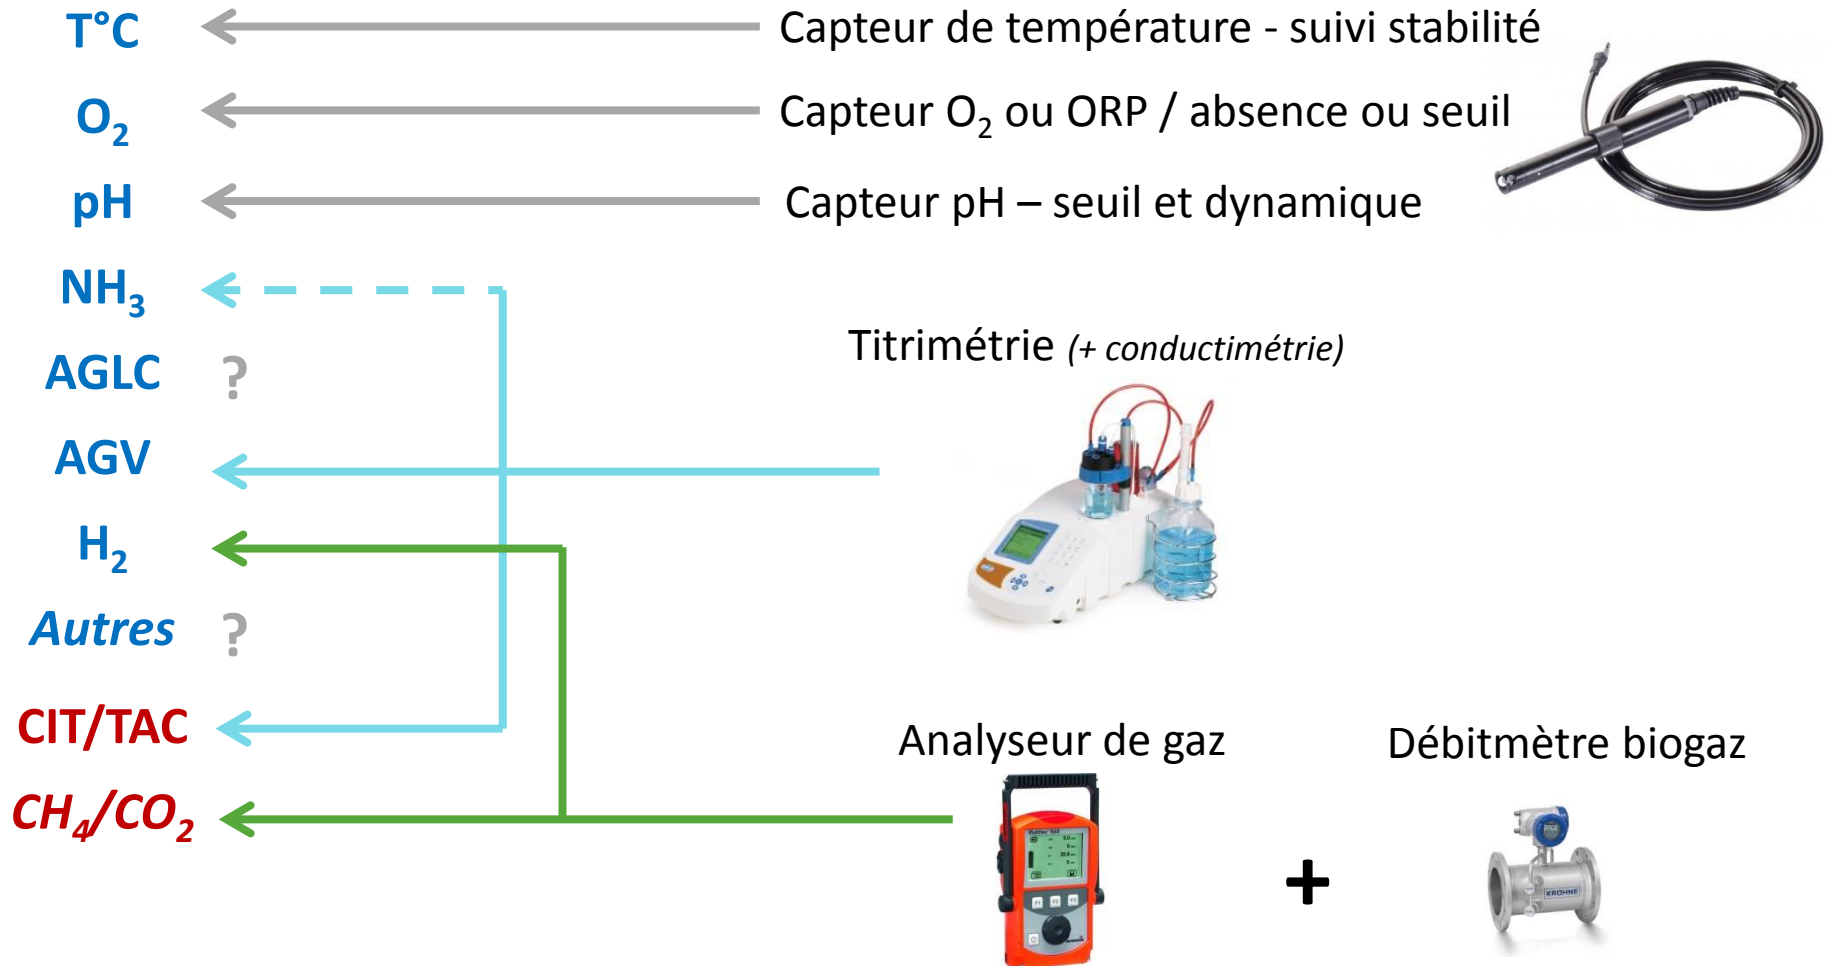 T°C Capteur de température - suivi stabilité
O₂ Capteur O₂ ou ORP / absence ou seuil
pH Capteur pH – seuil et dynamique
NH₃
Titrimétrie (+ conductimétrie)
AGLC ?
AGV
H₂
Autres ?
CIT/TAC
Analyseur de gaz Débitmètre biogaz
CH₄/CO₂
+
KROHNE